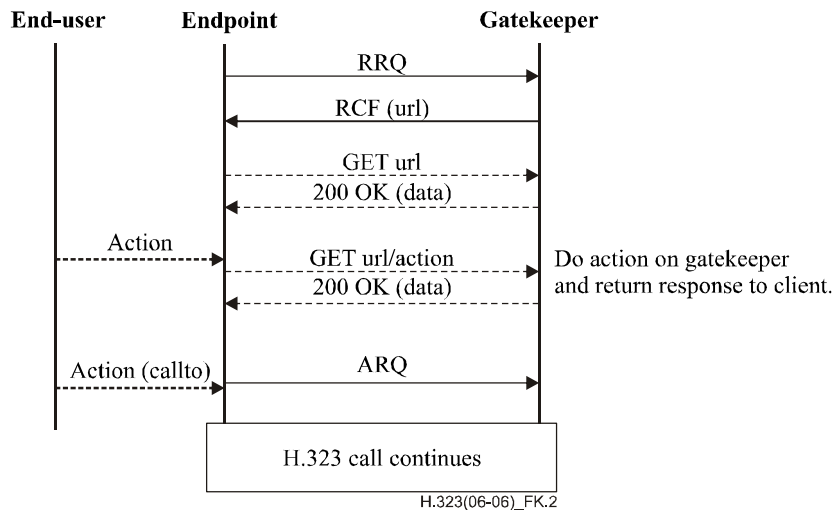 End-user Endpoint Gatekeeper
RRQ
RCF (url)
GET url
200 OK (data)
Action
GET url/action
200 OK (data)
Do action on gatekeeper
and return response to client.
Action (callto)
ARQ
H.323 call continues
H.323(06-06)_FK.2